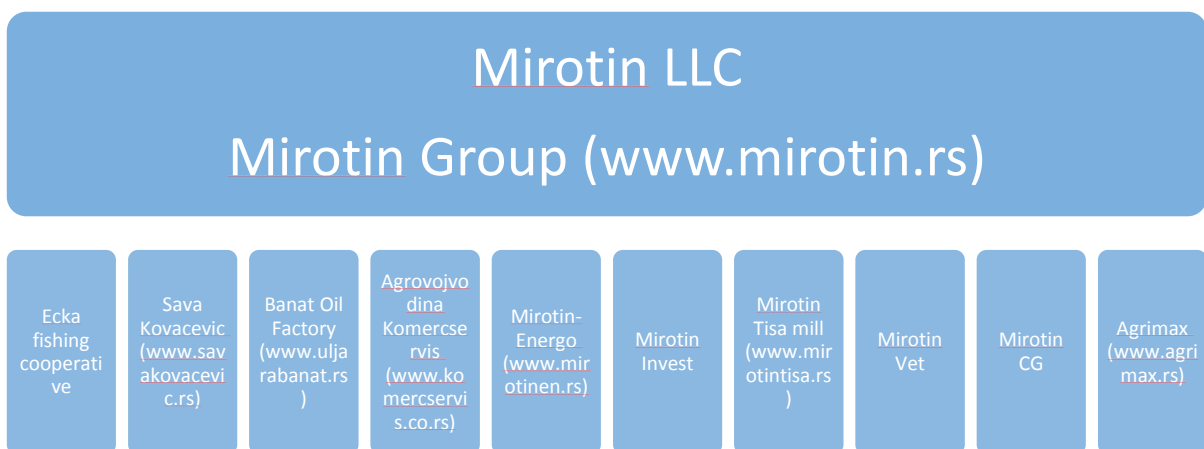 Mirotin LLC
Mirotin Group (www.mirotin.rs)
Ecka
fishing
cooperati
ve
Sava
Kovacevic
(www.sav
akovacevi
c.rs)
Banat Oil
Factory
(www.ulja
rabanat.rs
)
Agrovojvo
dina
Komercse
rvis
(www.ko
mercservi
s.co.rs)
Mirotin-
Energo
(www.mir
otinen.rs)
Mirotin
Invest
Mirotin
Tisa mill
(www.mir
otintisa.rs
)
Mirotin
Vet
Mirotin
CG
Agrimax
(www.agri
max.rs)